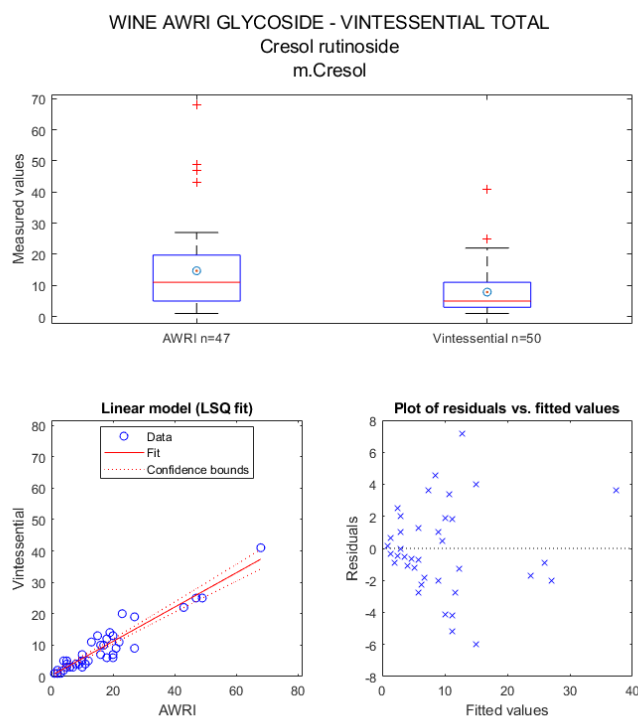 WINE AWRI GLYCOSIDE - VINTESSENTIAL TOTAL
Cresol rutinoside
m.Cresol
Measured values
70
60
50
40
30
20
10
0
AWRI n=47
Vintessential n=50
Linear model (LSQ fit)
Vintessential
80
70
60
50
40
30
20
10
0
Data
Fit
Confidence bounds
0
20
40
60
80
AWRI
Plot of residuals vs. fitted values
Residuals
8
6
4
2
0
-2
-4
-6
-8
0
10
20
30
40
Fitted values